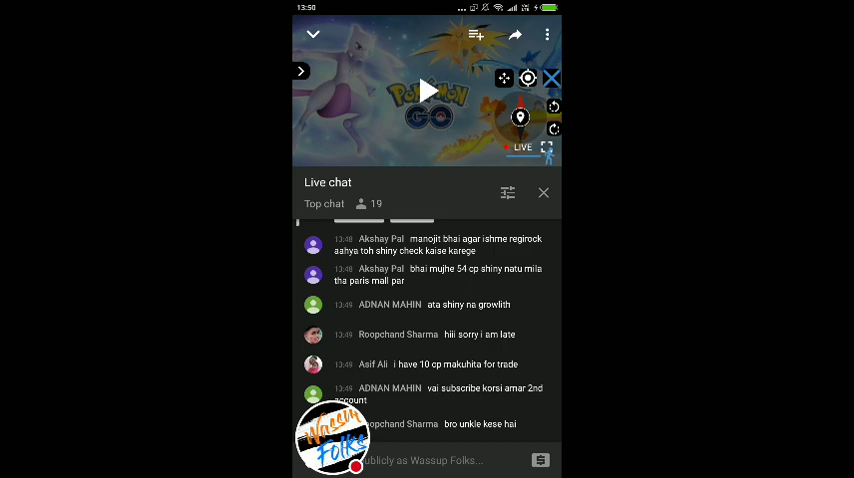 13:50
POKÉMON
GO
LIVE
Live chat
Top chat 19
13:48 Akshay Pal manojit bhai agar ishme regirock
aahya toh shiny check kaise karege
13:48 Akshay Pal bhai mujhe 54 cp shiny natu mila
tha paris mall par
13:49 ADNAN MAHIN ata shiny na growlith
13:49 Roopchand Sharma hiii sorry i am late
13:49 Asif Ali i have 10 cp makuhita for trade
13:49 ADNAN MAHIN vai subscribe korsi amar 2nd
account
Roopchand Sharma bro unkle kese hai
Wassup
Folks
publicly as Wassup Folks...